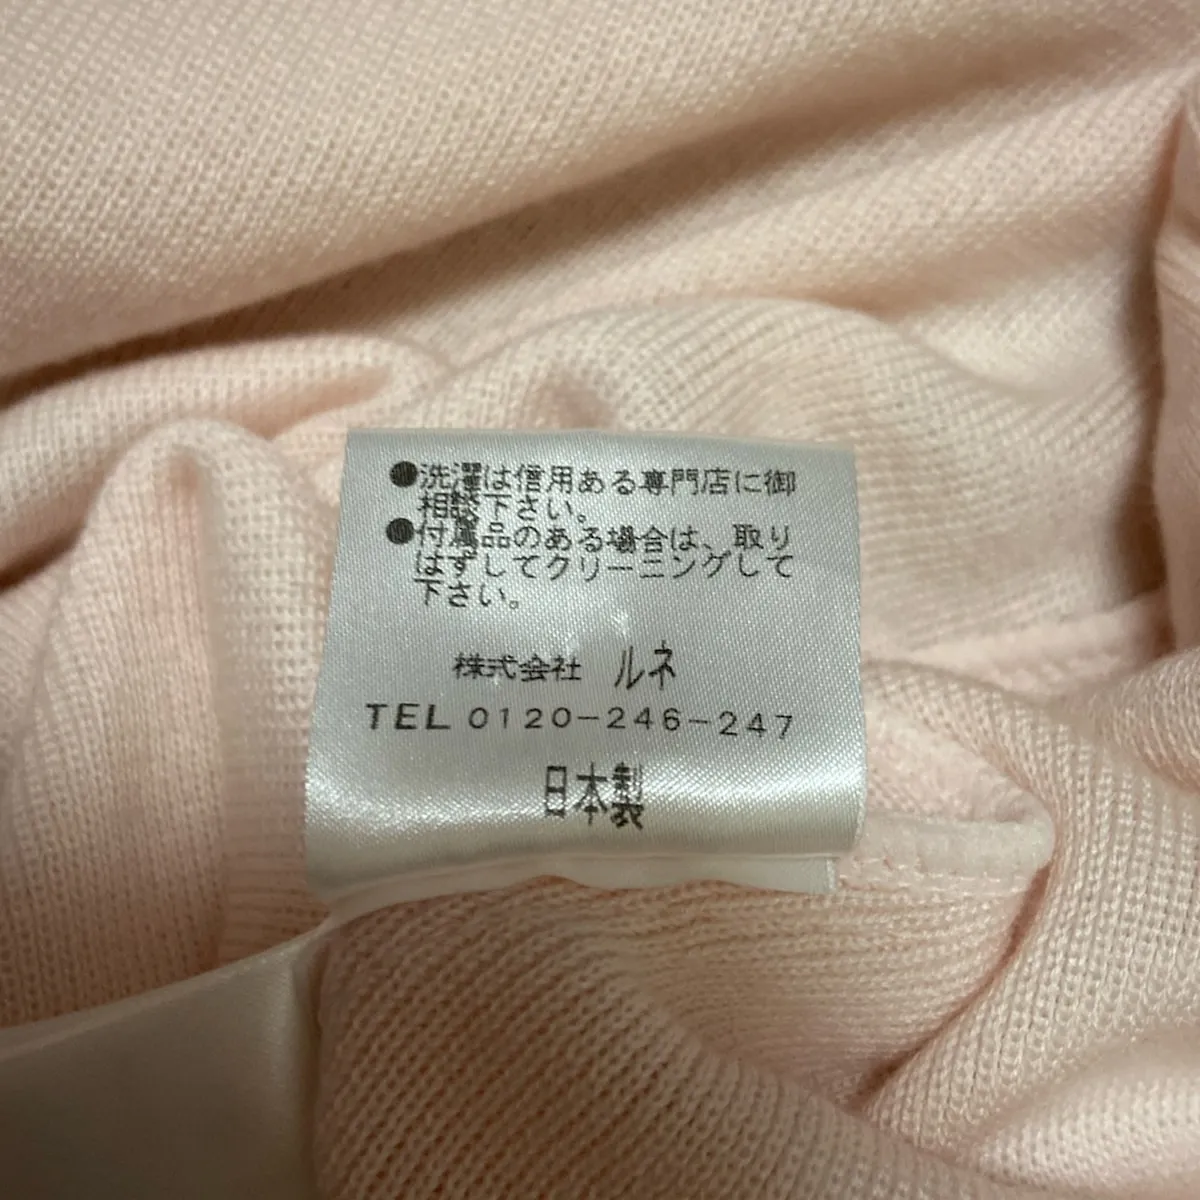 ●洗濯は信用ある専門店に御
相談下さい。
●付属品のある場合は、取り
はずしてクリーニングして
下さい。
株式会社 ルネ
TEL 0120-246-247
日本製